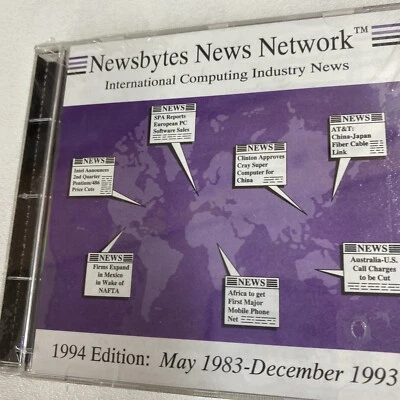 Newsbytes News Network™
International Computing Industry News
NEWS
SPA Reports
European PC
Software Sales
NEWS
AT&T:
China-Japan
Fiber Cable
Link
NEWS
Intel Announces
2nd Quarter
Pentium/486
Price Cuts
NEWS
Clinton Approves
Cray Super
Computer for
China
NEWS
Firms Expand
in Mexico
in Wake of
NAFTA
NEWS
Africa to get
First Major
Mobile Phone
Net
NEWS
Australia-U.S.
Call Charges
to be Cut
1994 Edition: May 1983-December 1993